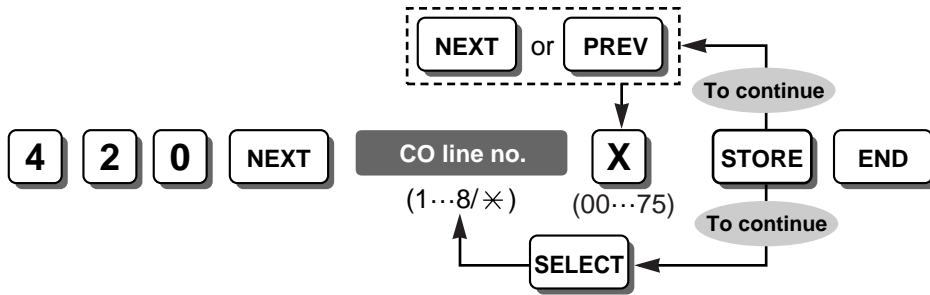 NEXT or PREV
To continue
4 2 0 NEXT CO line no. X STORE END
(1···8/✳) (00···75)
To continue
SELECT